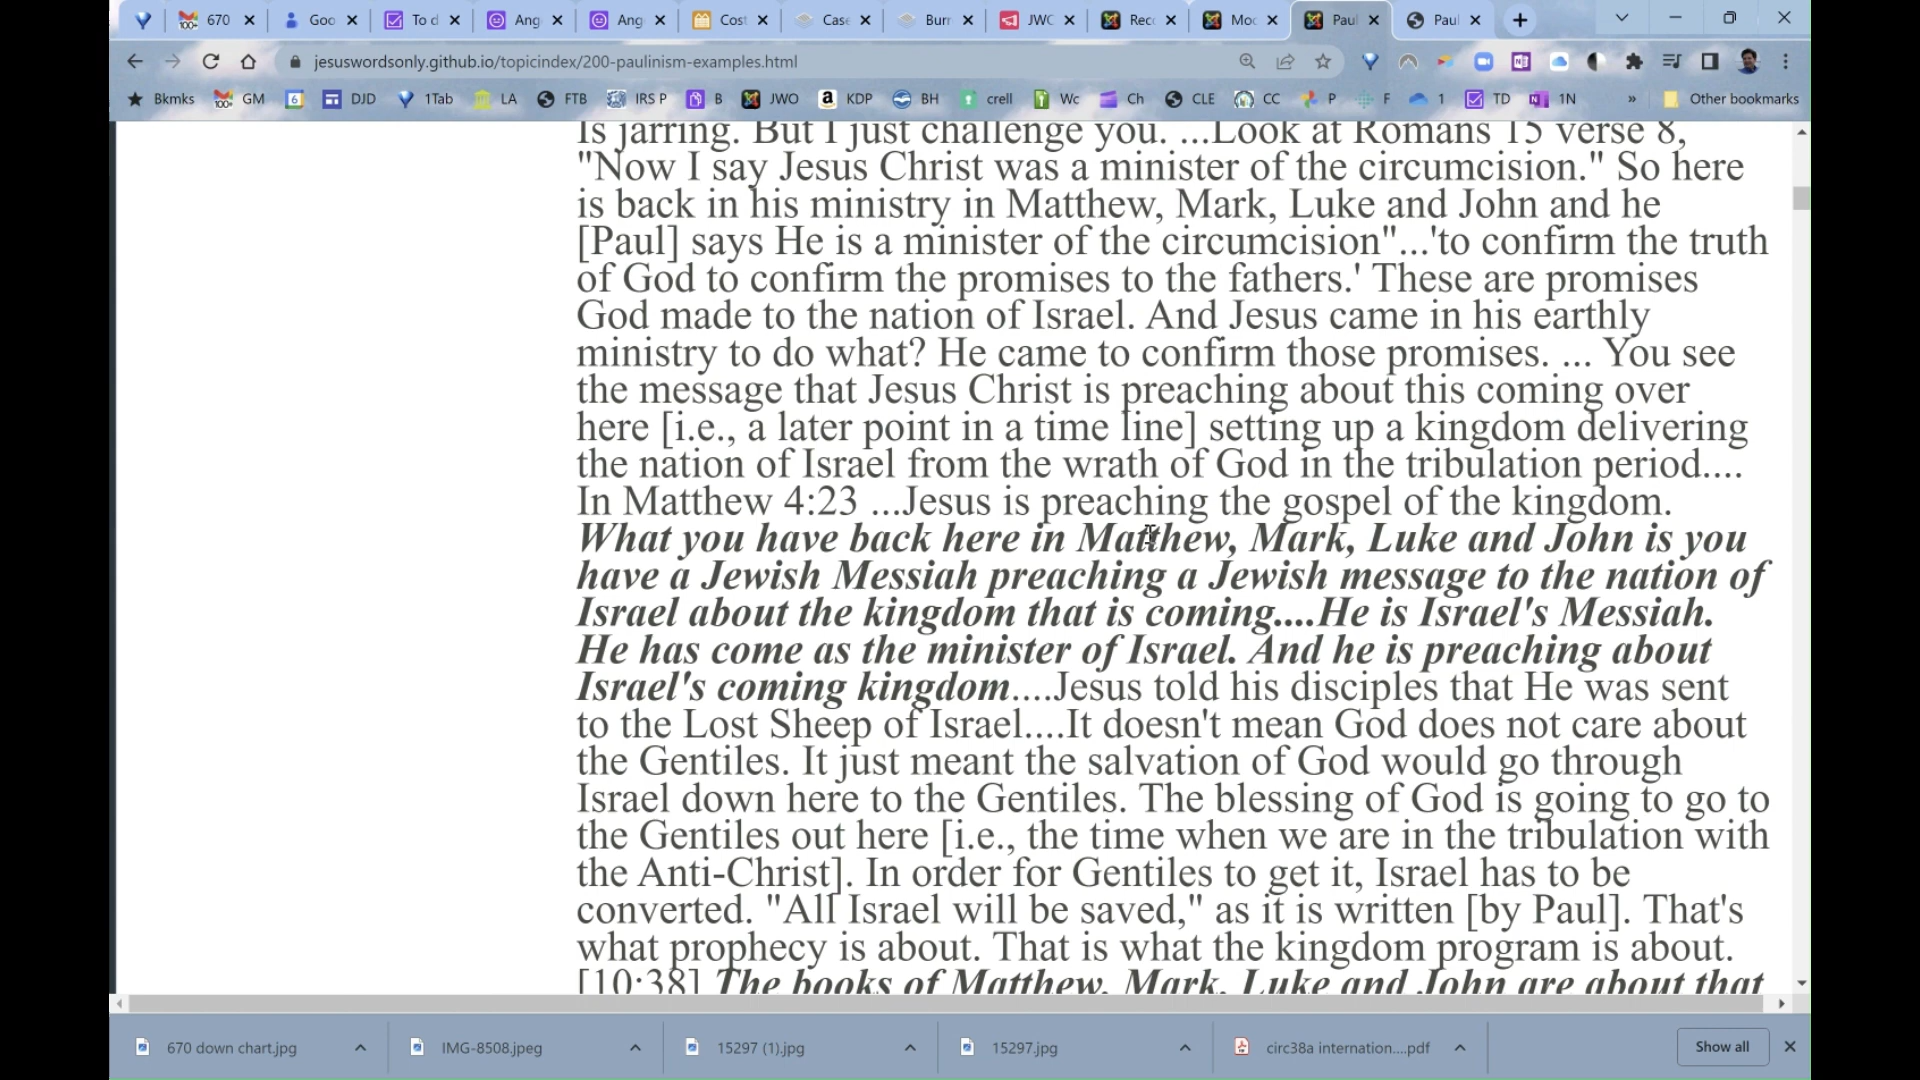 670
Goo
To d
Ang
Ang
Cost
Case
Burn
JWC
Rec
Moc
Paul
Paul
jesuswordsonly.github.io/topicindex/200-paulinism-examples.html
Bkmks
GM
DJD
1Tab
LA
FTB
IRS P
B
JWO
KDP
BH
crell
Wc
Ch
CLE
CC
P
F
1
TD
1N
»
Other bookmarks
Is jarring. But I just challenge you. ...Look at Romans 15 verse 8,
"Now I say Jesus Christ was a minister of the circumcision." So here
is back in his ministry in Matthew, Mark, Luke and John and he
[Paul] says He is a minister of the circumcision"...'to confirm the truth
of God to confirm the promises to the fathers.' These are promises
God made to the nation of Israel. And Jesus came in his earthly
ministry to do what? He came to confirm those promises. ... You see
the message that Jesus Christ is preaching about this coming over
here [i.e., a later point in a time line] setting up a kingdom delivering
the nation of Israel from the wrath of God in the tribulation period....
In Matthew 4:23 ...Jesus is preaching the gospel of the kingdom.
What you have back here in Matthew, Mark, Luke and John is you
have a Jewish Messiah preaching a Jewish message to the nation of
Israel about the kingdom that is coming....He is Israel's Messiah.
He has come as the minister of Israel. And he is preaching about
Israel's coming kingdom....Jesus told his disciples that He was sent
to the Lost Sheep of Israel....It doesn't mean God does not care about
the Gentiles. It just meant the salvation of God would go through
Israel down here to the Gentiles. The blessing of God is going to go to
the Gentiles out here [i.e., the time when we are in the tribulation with
the Anti-Christ]. In order for Gentiles to get it, Israel has to be
converted. "All Israel will be saved," as it is written [by Paul]. That's
what prophecy is about. That is what the kingdom program is about.
[10:38] The books of Matthew, Mark, Luke and John are about that
670 down chart.jpg
IMG-8508.jpeg
15297 (1).jpg
15297.jpg
circ38a internation....pdf
Show all